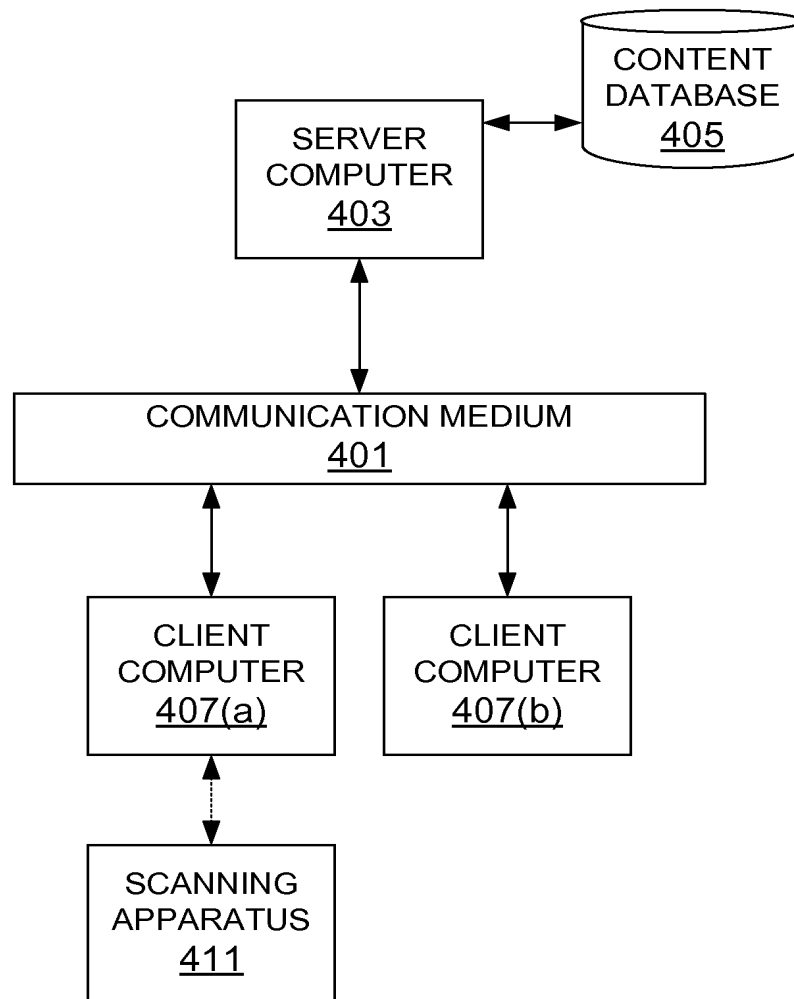 CONTENT
DATABASE
405
SERVER
COMPUTER
403
COMMUNICATION MEDIUM
401
CLIENT
COMPUTER
407(a)
CLIENT
COMPUTER
407(b)
SCANNING
APPARATUS
411